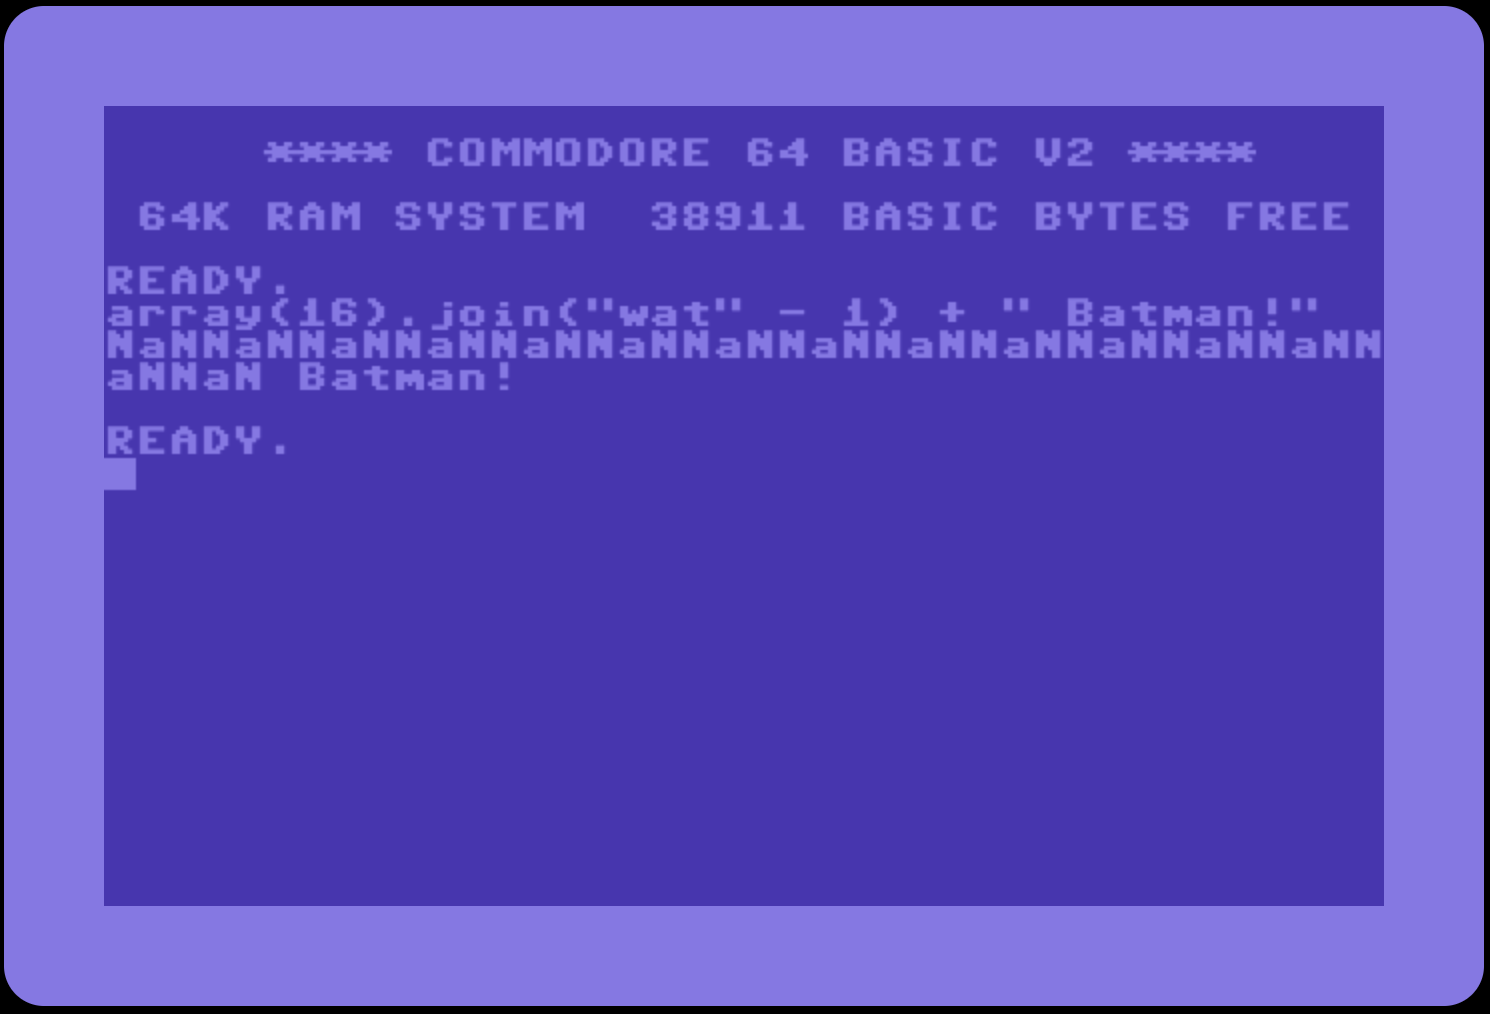 **** COMMODORE 64 BASIC V2 ****
64K RAM SYSTEM  38911 BASIC BYTES FREE
READY.
array(16).join("wat" - 1) + " Batman!"
NaNNaNNaNNaNNaNNaNNaNNaNNaNNaNNaNNaNNaNN
aNNaN Batman!
READY.